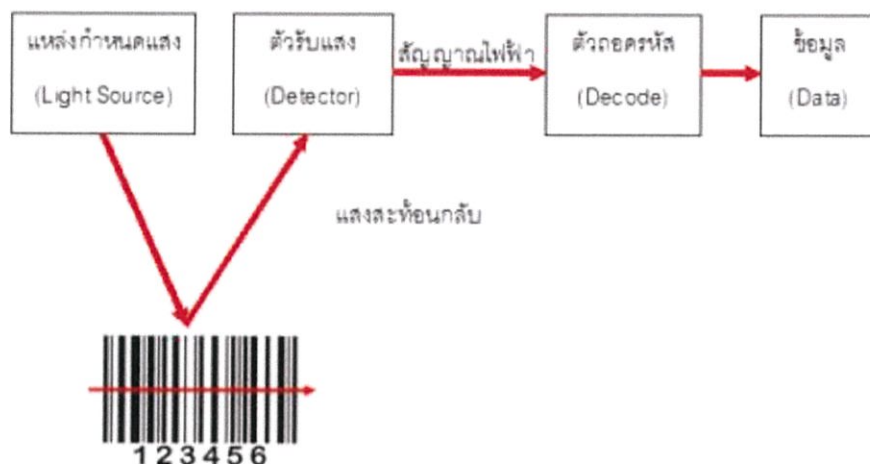 แหล่งกำหนดแสง
(Light Source)
ตัวรับแสง
(Detector)
สัญญาณไฟฟ้า
ตัวถอดรหัส
(Decode)
ข้อมูล
(Data)
แสงสะท้อนกลับ
123456